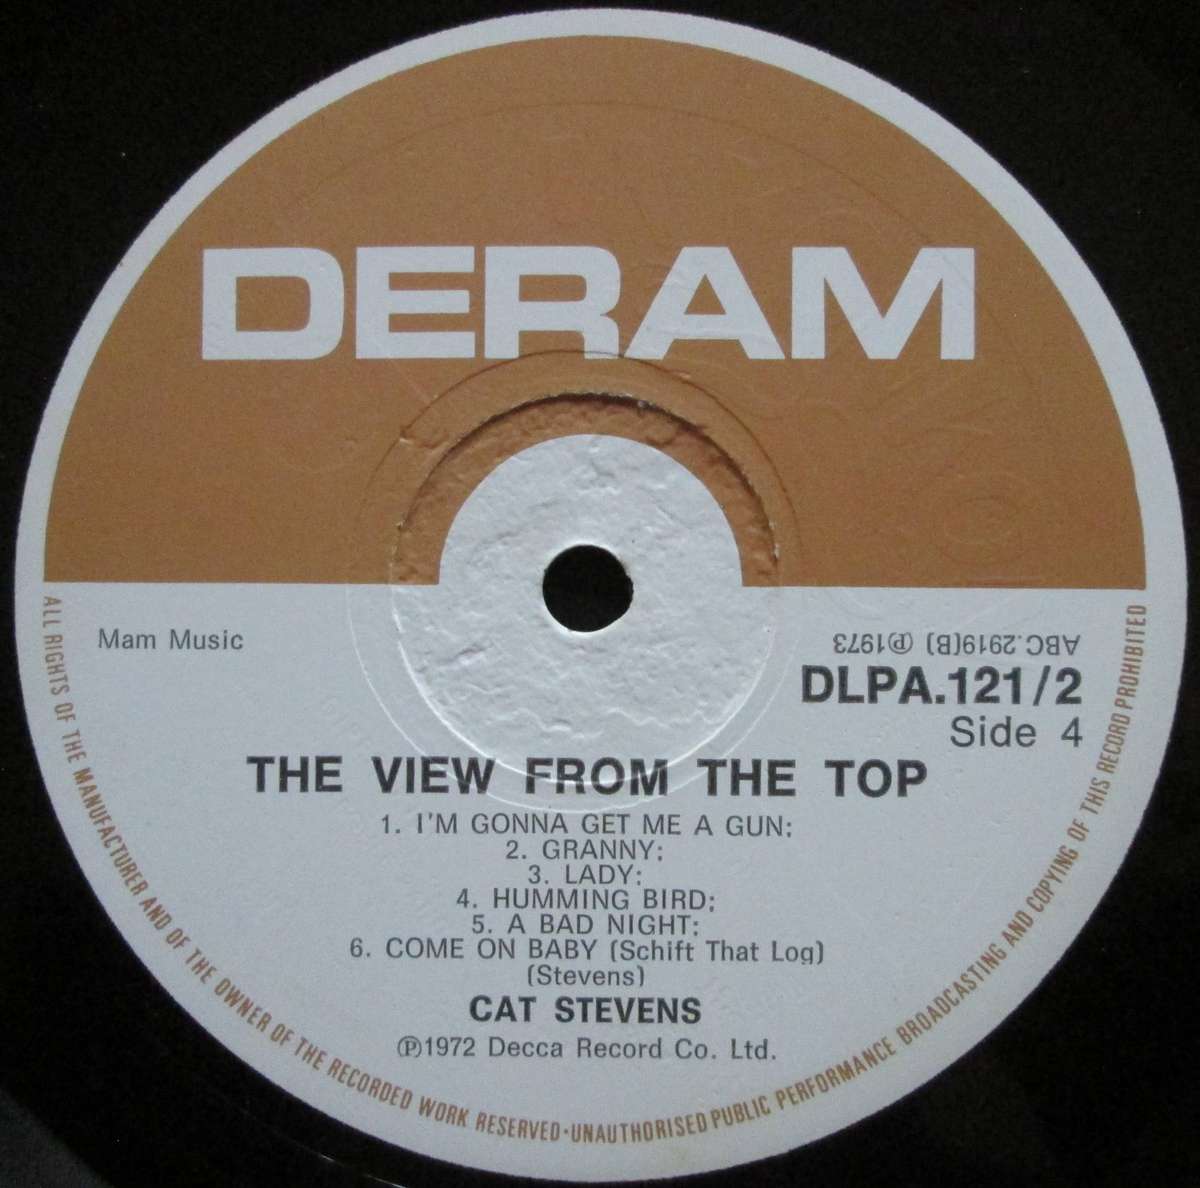 DERAM
Mam Music
ABC.2919(B) Ⓟ1973
DLPA.121/2
Side 4
THE VIEW FROM THE TOP
1. I'M GONNA GET ME A GUN;
2. GRANNY;
3. LADY;
4. HUMMING BIRD;
5. A BAD NIGHT;
6. COME ON BABY (Schift That Log)
(Stevens)
CAT STEVENS
Ⓟ1972 Decca Record Co. Ltd.
ALL RIGHTS OF THE MANUFACTURER AND OF THE OWNER OF THE RECORDED WORK RESERVED·UNAUTHORISED PUBLIC PERFORMANCE BROADCASTING AND COPYING OF THIS RECORD PROHIBITED